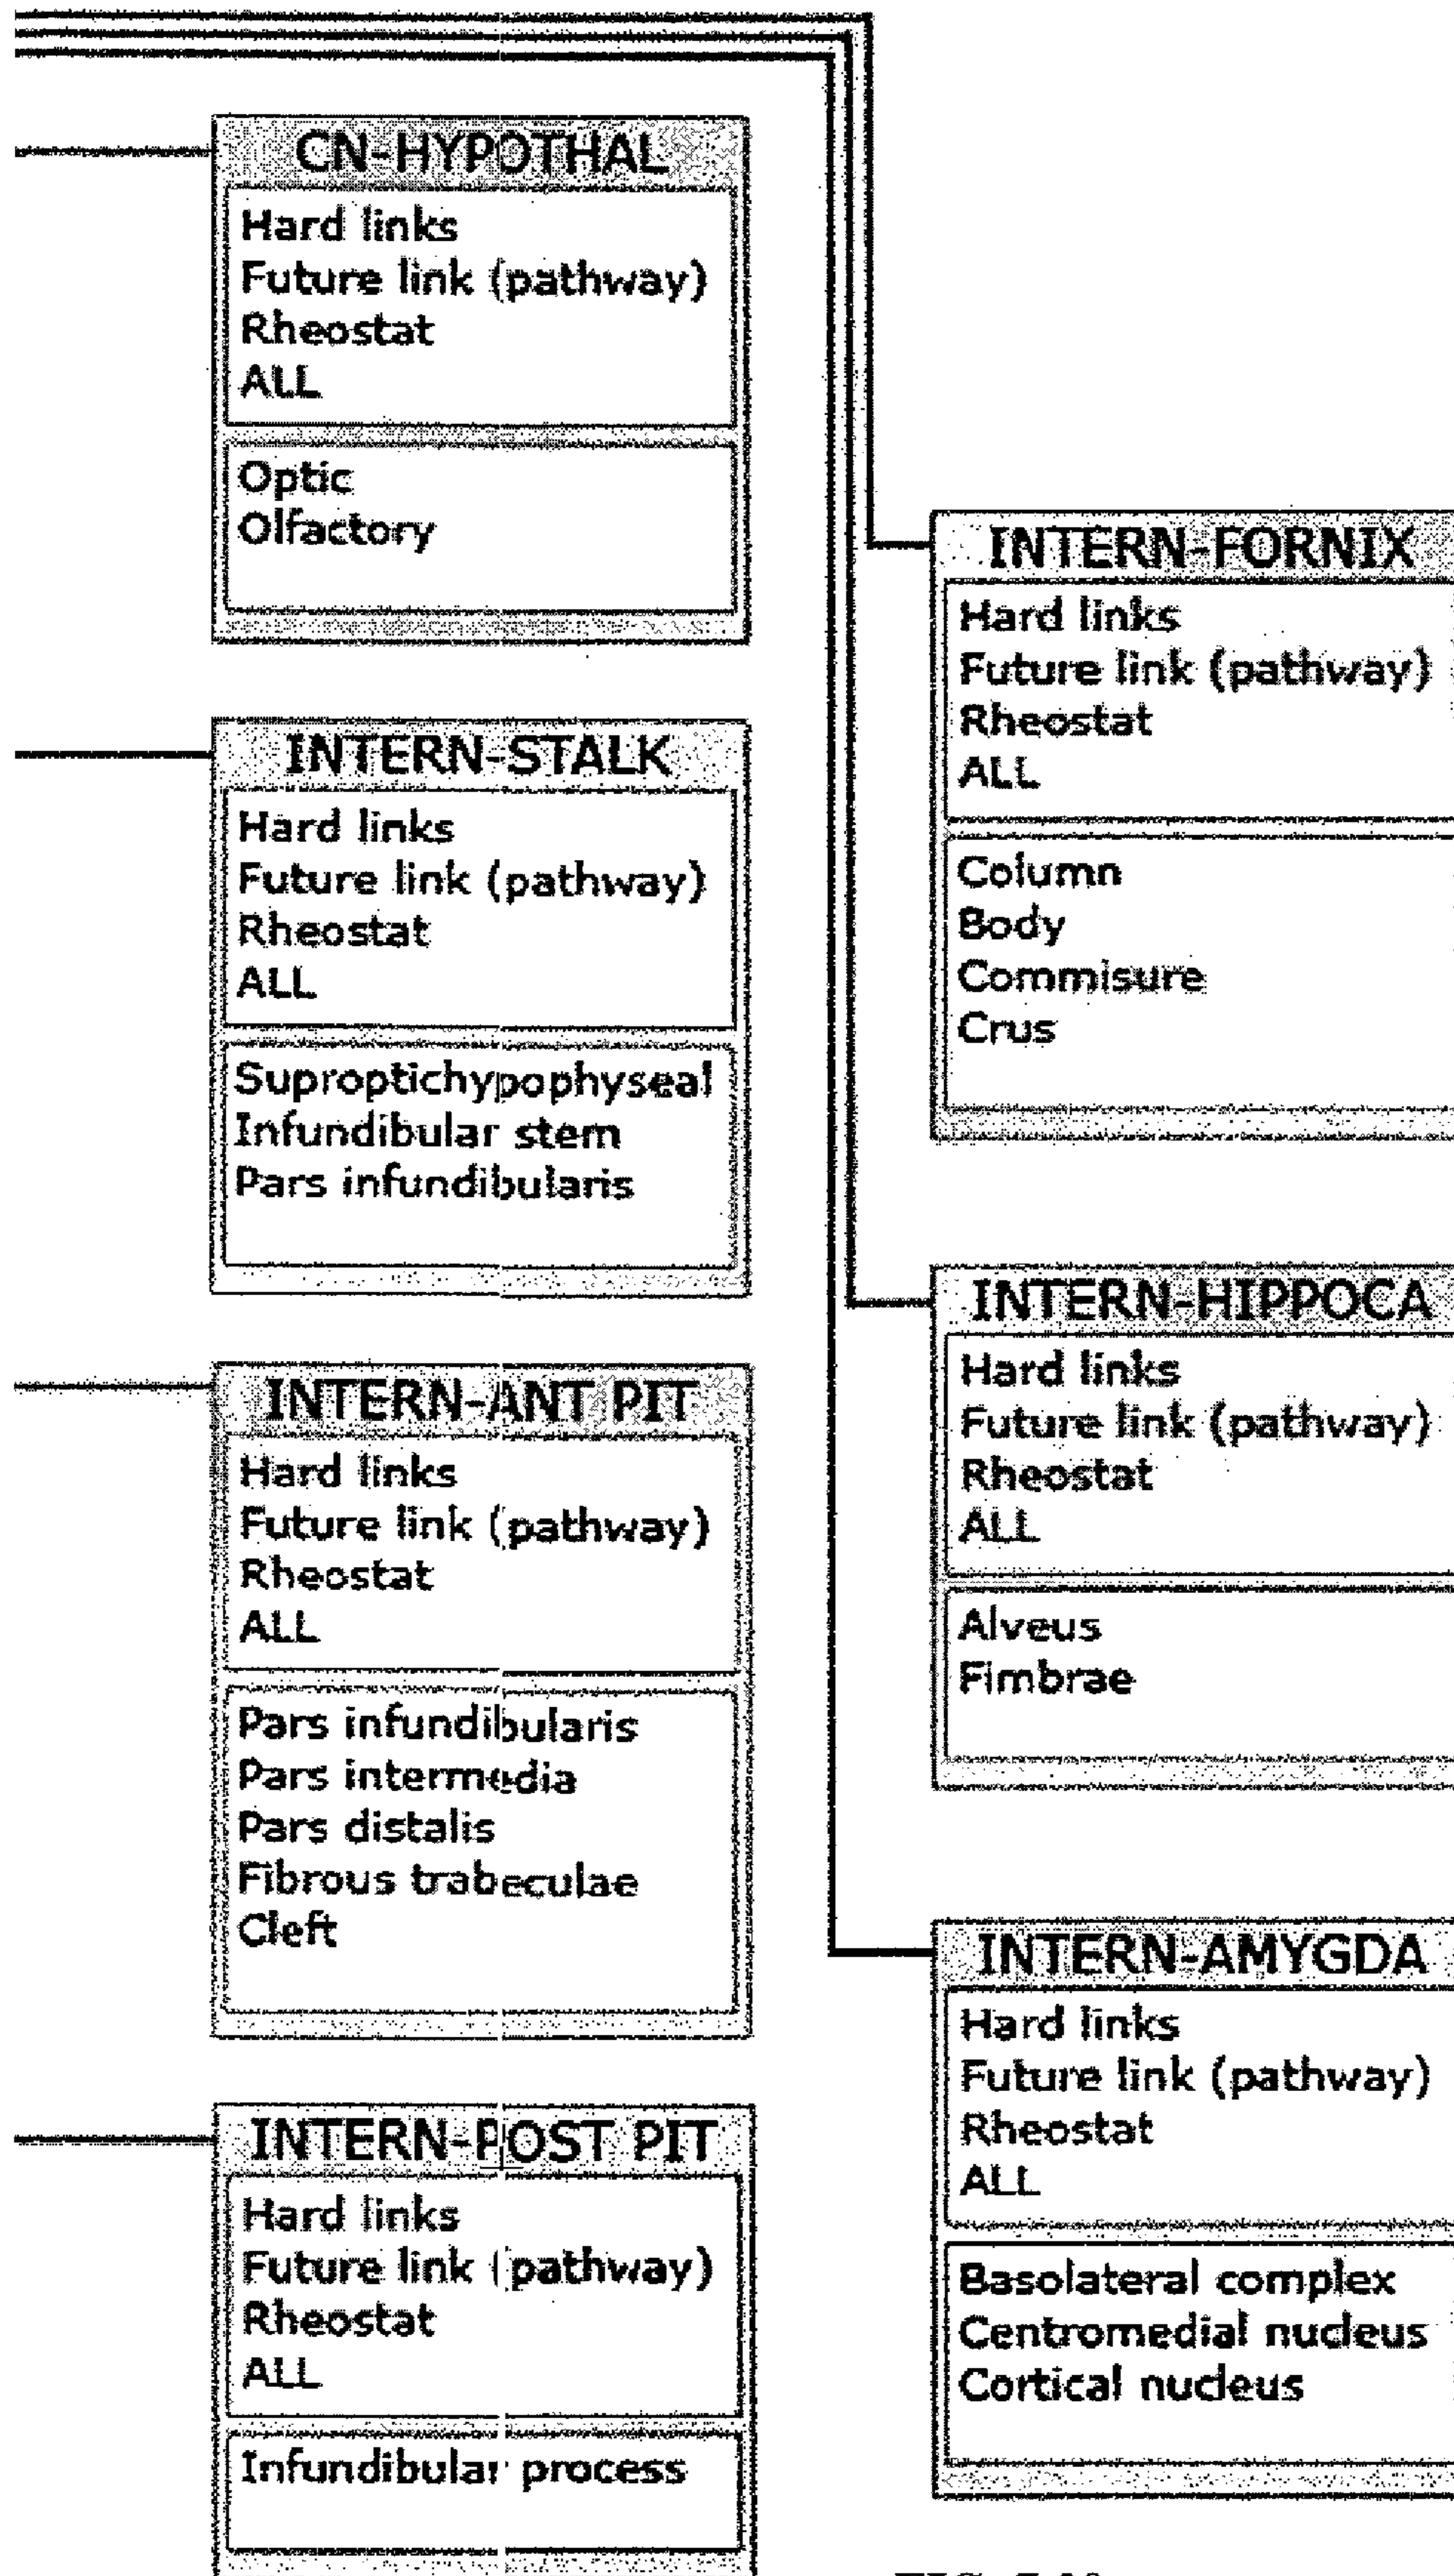 CN-HYPOTHAL
Hard links
Future link (pathway)
Rheostat
ALL
Optic
Olfactory
INTERN-STALK
Hard links
Future link (pathway)
Rheostat
ALL
Suproptichypophyseal
Infundibular stem
Pars infundibularis
INTERN-ANT PIT
Hard links
Future link (pathway)
Rheostat
ALL
Pars infundibularis
Pars intermedia
Pars distalis
Fibrous trabeculae
Cleft
INTERN-POST PIT
Hard links
Future link (pathway)
Rheostat
ALL
Infundibular process
INTERN-FORNIX
Hard links
Future link (pathway)
Rheostat
ALL
Column
Body
Commisure
Crus
INTERN-HIPPOCA
Hard links
Future link (pathway)
Rheostat
ALL
Alveus
Fimbrae
INTERN-AMYGDA
Hard links
Future link (pathway)
Rheostat
ALL
Basolateral complex
Centromedial nucleus
Cortical nucleus